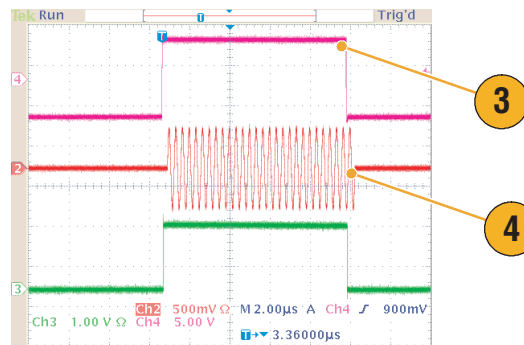 Tek Run Trig'd
T
T
4
3
2
4
3
Ch2 500mV Ω M 2.00µs A Ch4 ƒ 900mV
Ch3 1.00 V Ω Ch4 5.00 V
T→▼ 3.36000µs